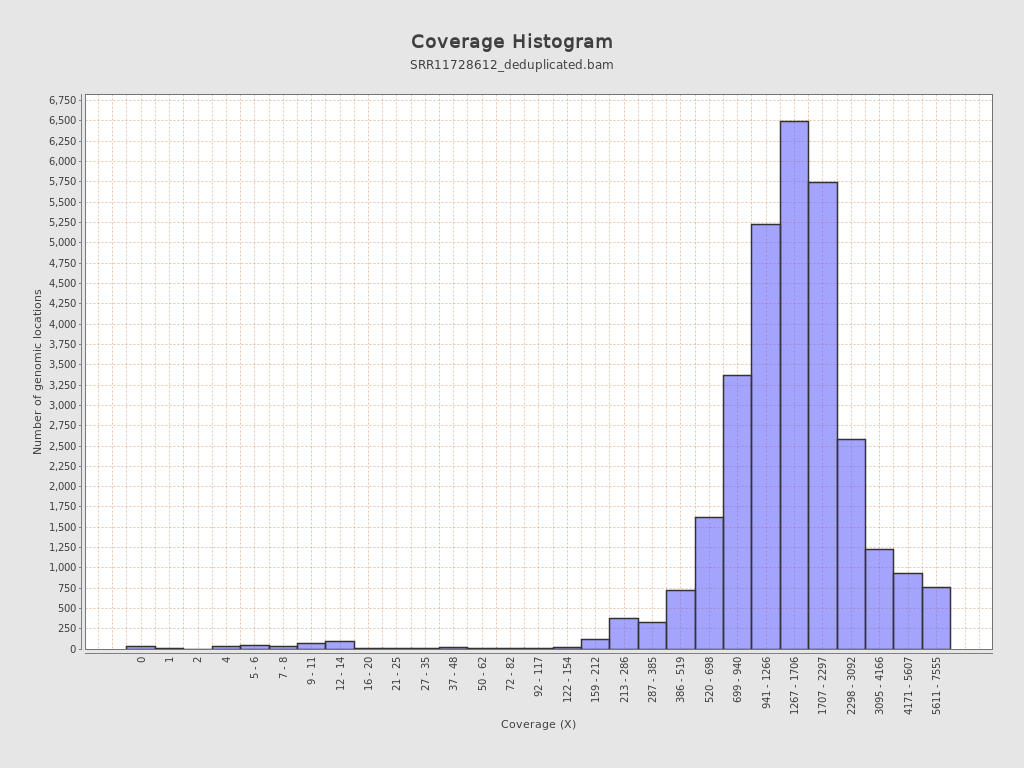 Coverage Histogram
SRR11728612_deduplicated.bam
6,750
6,500
6,250
6,000
5,750
5,500
5,250
5,000
4,750
4,500
4,250
4,000
3,750
3,500
3,250
3,000
2,750
2,500
2,250
2,000
1,750
1,500
1,250
1,000
750
500
250
0
Number of genomic locations
0
1
2
4
5 - 6
7 - 8
9 - 11
12 - 14
16 - 20
21 - 25
27 - 35
37 - 48
50 - 62
72 - 82
92 - 117
122 - 154
159 - 212
213 - 286
287 - 385
386 - 519
520 - 698
699 - 940
941 - 1266
1267 - 1706
1707 - 2297
2298 - 3092
3095 - 4166
4171 - 5607
5611 - 7555
Coverage (X)